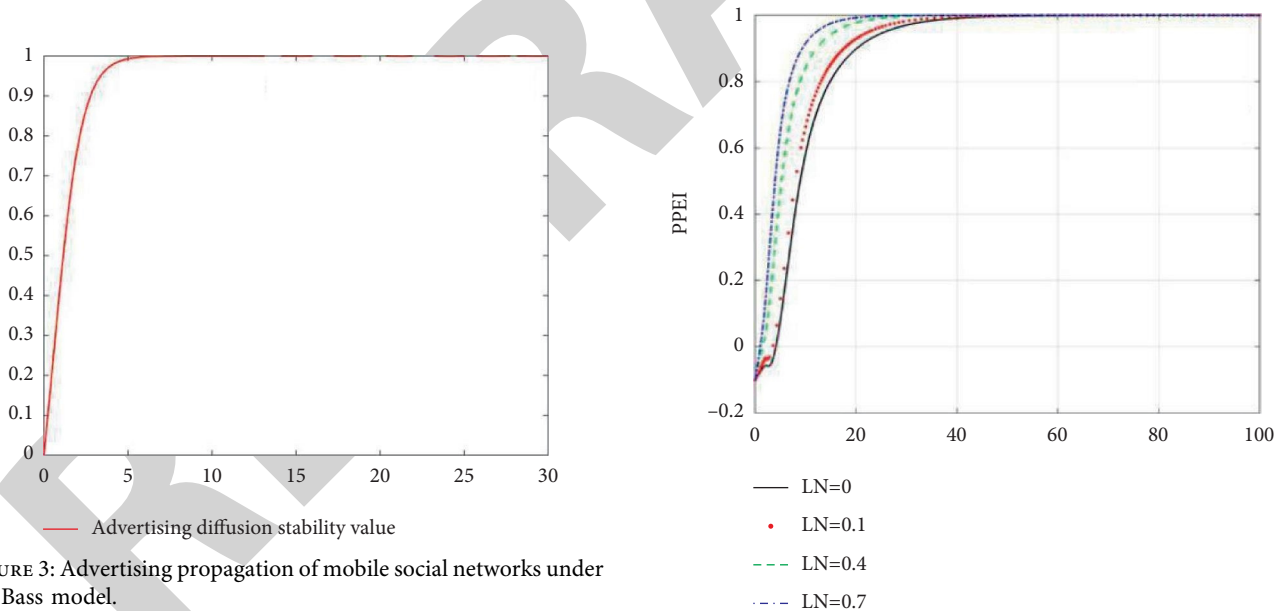 1
0.9
0.8
0.7
0.6
0.5
0.4
0.3
0.2
0.1
0
0 5 10 15 20 25 30
Advertising diffusion stability value
URE 3: Advertising propagation of mobile social networks under
Bass model.
PPEI
1
0.8
0.6
0.4
0.2
0
–0.2
0 20 40 60 80 100
LN=0
LN=0.1
LN=0.4
LN=0.7